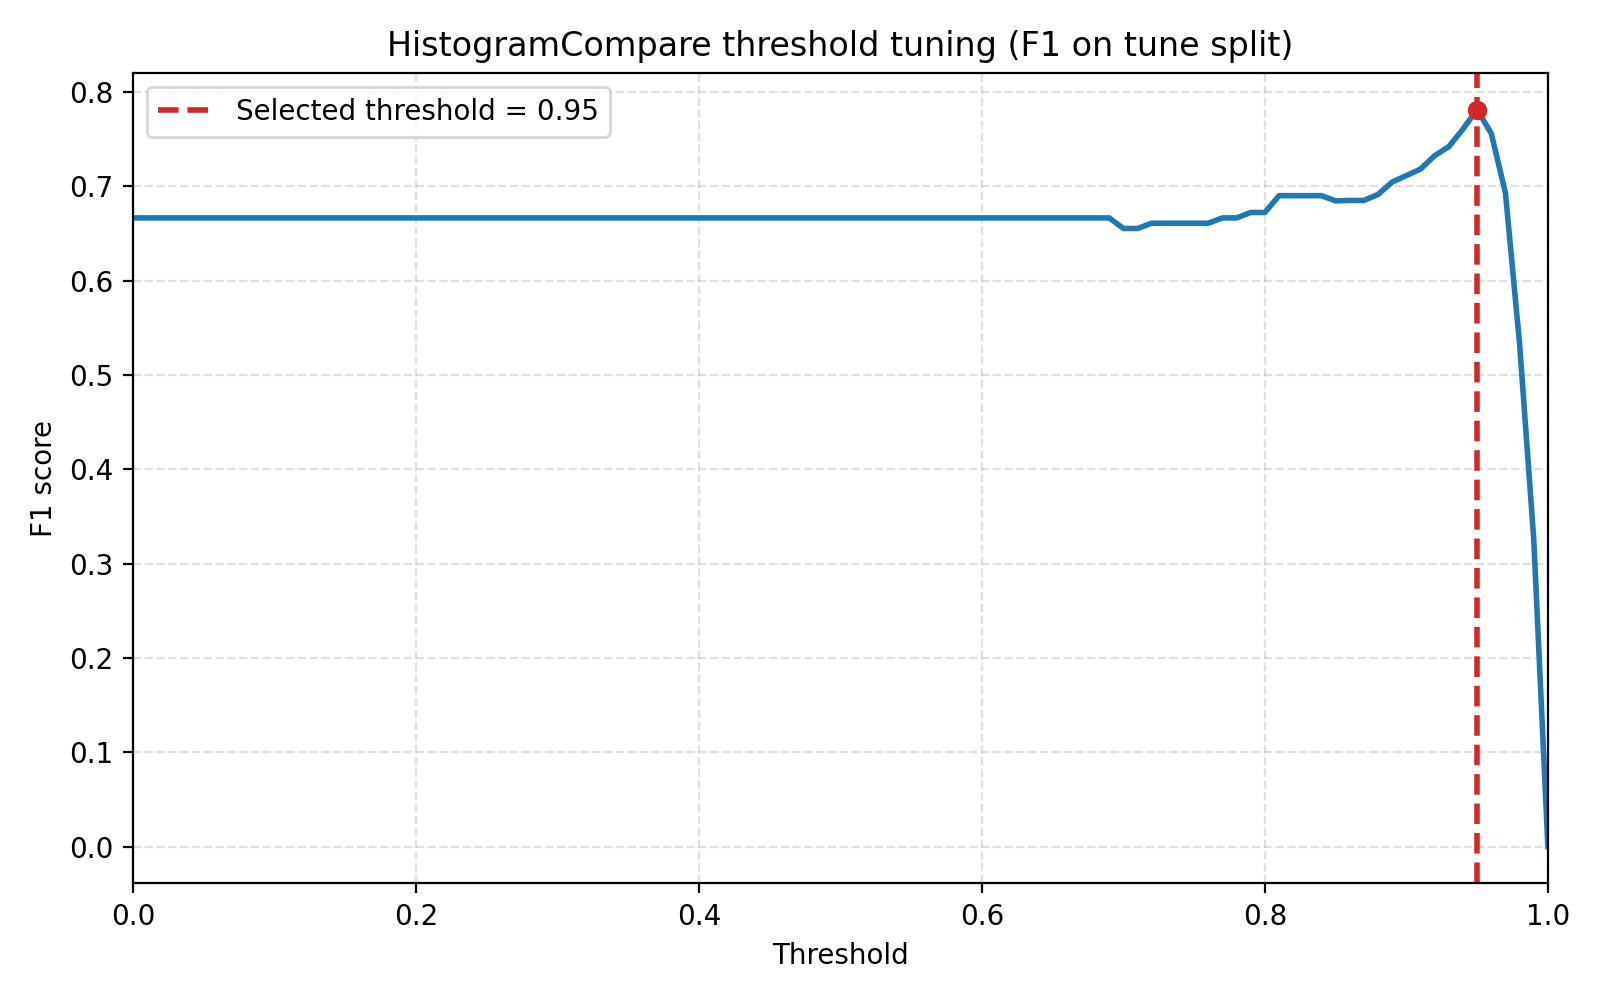 HistogramCompare threshold tuning (F1 on tune split)
Selected threshold = 0.95
F1 score
0.8
0.7
0.6
0.5
0.4
0.3
0.2
0.1
0.0
0.0 0.2 0.4 0.6 0.8 1.0
Threshold